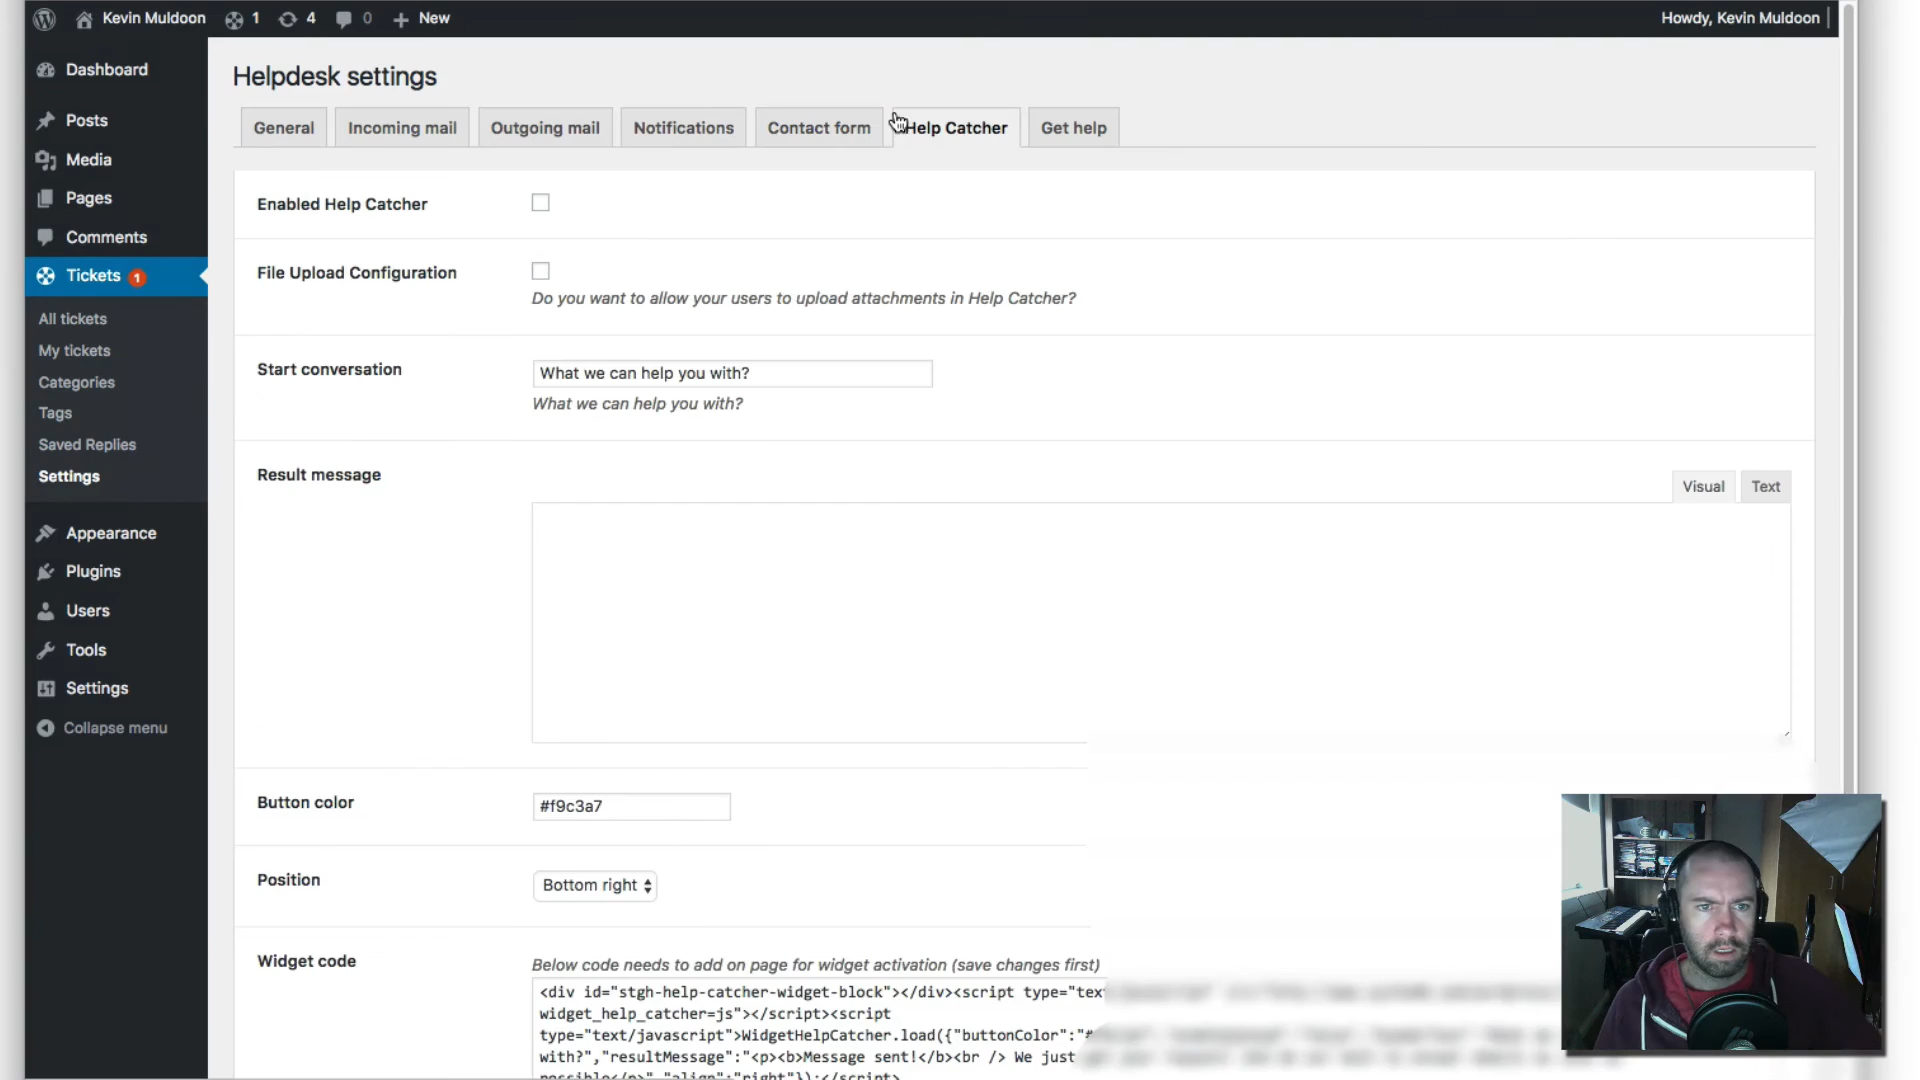 Kevin Muldoon 1 4 0 New Howdy, Kevin Muldoon
Dashboard
Posts
Media
Pages
Comments
Tickets 1
All tickets
My tickets
Categories
Tags
Saved Replies
Settings
Appearance
Plugins
Users
Tools
Settings
Collapse menu
Helpdesk settings
General Incoming mail Outgoing mail Notifications Contact form Help Catcher Get help
Enabled Help Catcher
File Upload Configuration
Do you want to allow your users to upload attachments in Help Catcher?
Start conversation What we can help you with?
What we can help you with?
Result message
Visual Text
Button color #f9c3a7
Position Bottom right
Widget code Below code needs to add on page for widget activation (save changes first)
<div id="stgh-help-catcher-widget-block"></div><script type="tex
widget_help_catcher=js"></script><script
type="text/javascript">WidgetHelpCatcher.load({"buttonColor":"#
with?","resultMessage":"<p><b>Message sent!</b><br /> We just
possible</p>","align":"right"});</script>